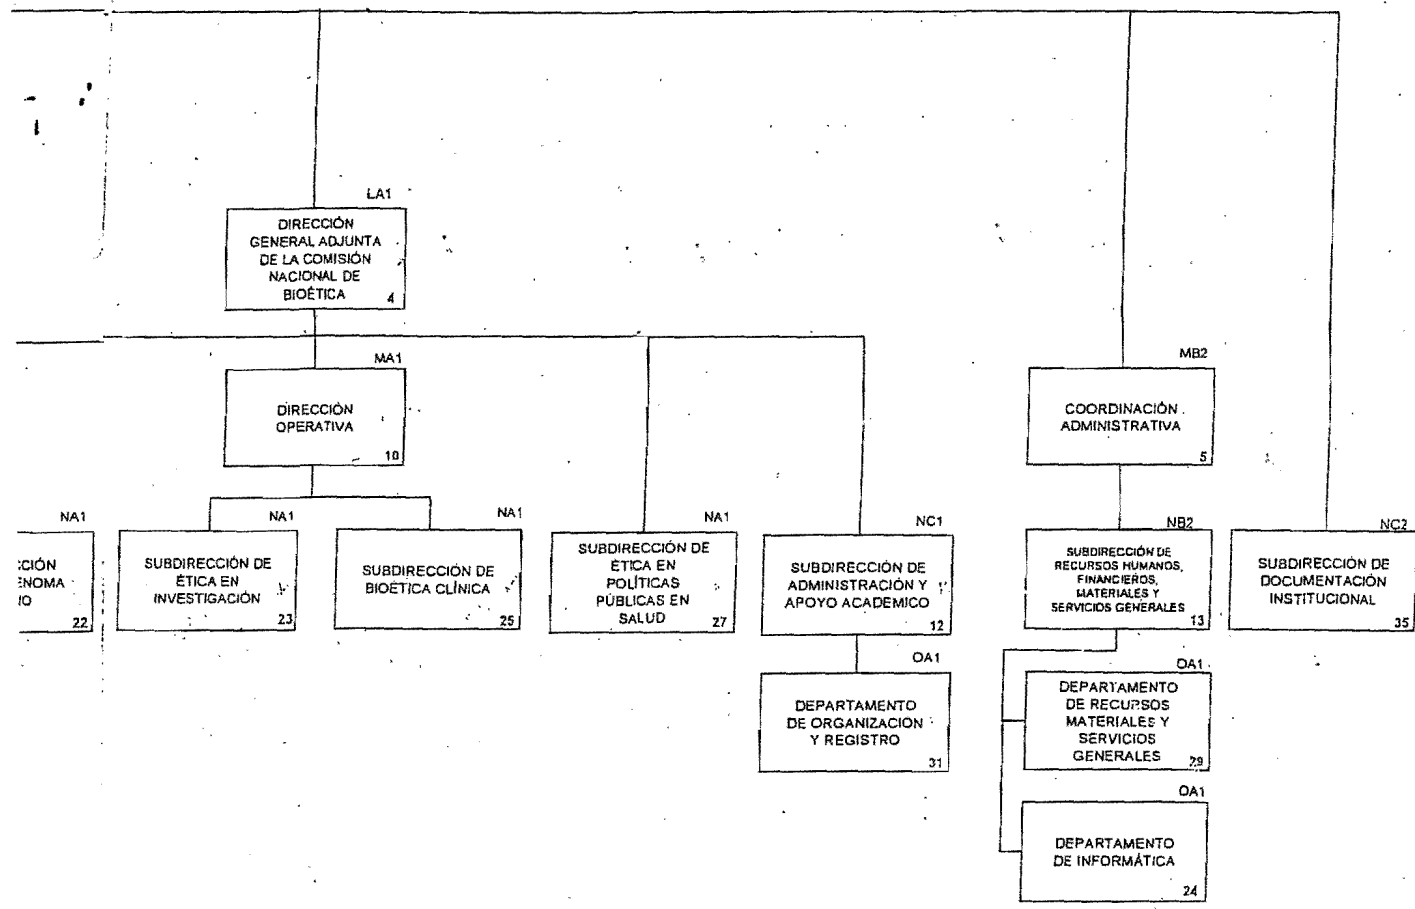 LA1
DIRECCIÓN
GENERAL ADJUNTA
DE LA COMISIÓN
NACIONAL DE
BIOÉTICA
4
MA1
DIRECCIÓN
OPERATIVA
10
MB2
COORDINACIÓN
ADMINISTRATIVA
5
NA1
22
NA1
SUBDIRECCIÓN DE
ÉTICA EN
INVESTIGACIÓN
23
NA1
SUBDIRECCIÓN DE
BIOÉTICA CLÍNICA
25
NA1
SUBDIRECCIÓN DE
ÉTICA EN
POLÍTICAS
PÚBLICAS EN
SALUD
27
NC1
SUBDIRECCIÓN DE
ADMINISTRACIÓN Y
APOYO ACADEMICO
12
NB2
SUBDIRECCIÓN DE
RECURSOS HUMANOS,
FINANCIEROS,
MATERIALES Y
SERVICIOS GENERALES
13
NC2
SUBDIRECCIÓN DE
DOCUMENTACIÓN
INSTITUCIONAL
35
OA1
DEPARTAMENTO
DE ORGANIZACION
Y REGISTRO
31
OA1
DEPARTAMENTO
DE RECURSOS
MATERIALES Y
SERVICIOS
GENERALES
29
OA1
DEPARTAMENTO
DE INFORMÁTICA
24